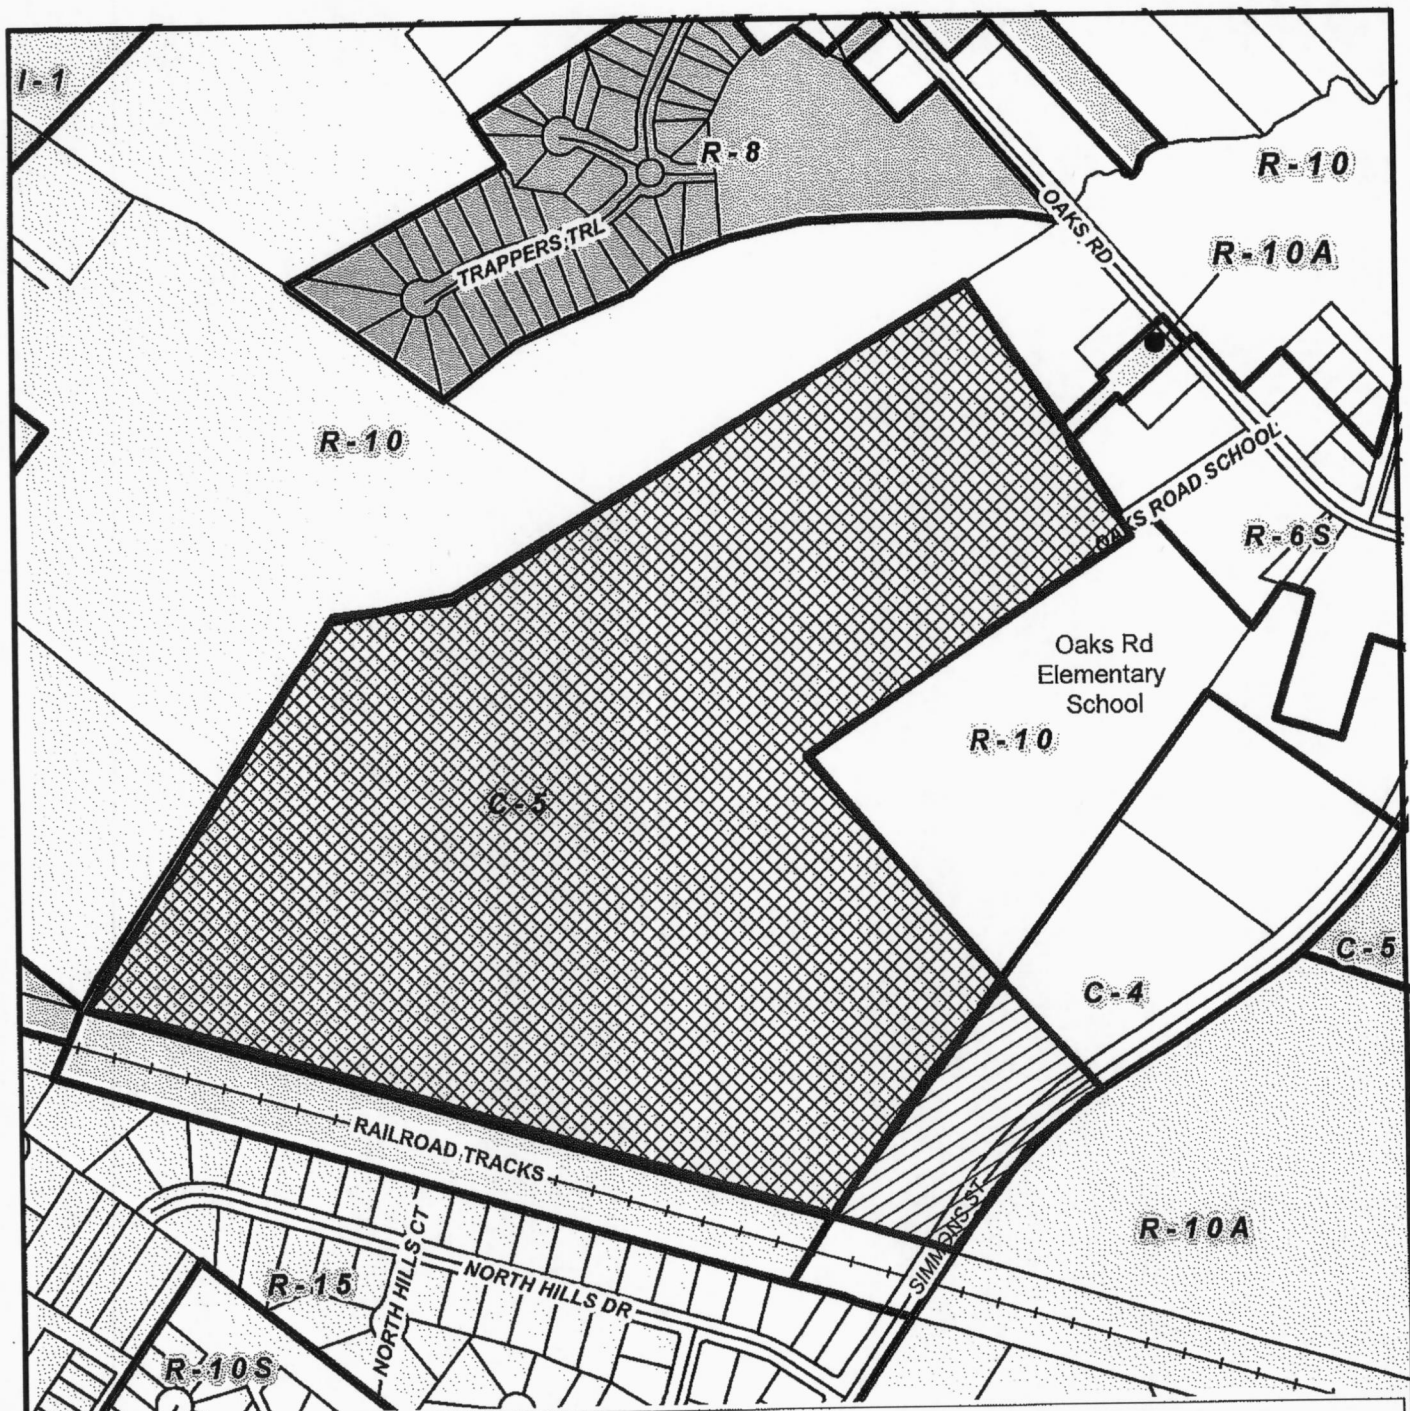 I-1
R-8
R-10
OAKS RD
R-10A
TRAPPERS TRL
R-10
OAKS ROAD SCHOOL
R-6S
Oaks Rd
Elementary
School
R-10
C-5
C-5
C-4
RAILROAD TRACKS
SIMMONS ST
R-10A
NORTH HILLS CT
NORTH HILLS DR
R-15
R-10S